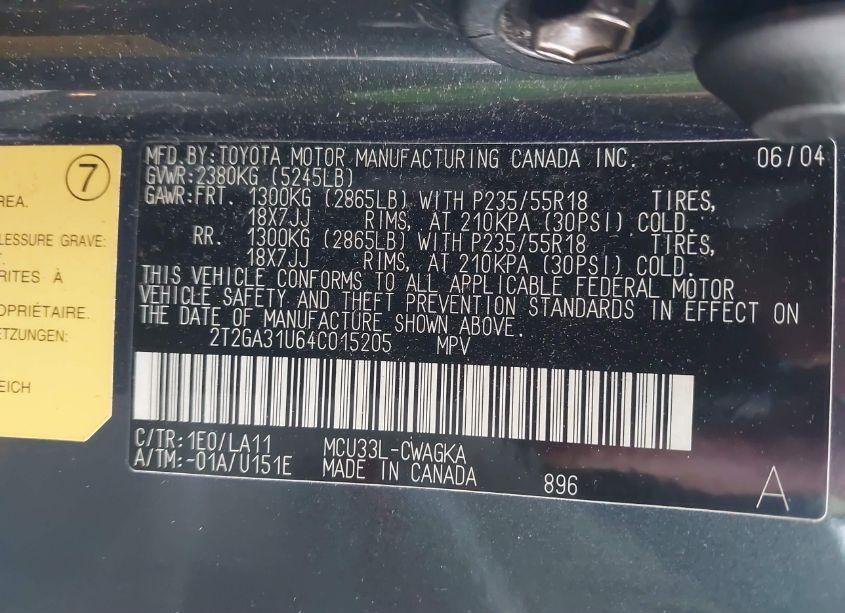 7
REA.
LESSURE GRAVE:
RITES À
OPRIÉTAIRE.
ETZUNGEN:
EICH
MFD.BY:TOYOTA MOTOR MANUFACTURING CANADA INC. 06/04
GVWR:2380KG (5245LB)
GAWR:FRT. 1300KG (2865LB) WITH P235/55R18 TIRES,
18X7JJ RIMS, AT 210KPA (30PSI) COLD.
RR. 1300KG (2865LB) WITH P235/55R18 TIRES,
18X7JJ RIMS, AT 210KPA (30PSI) COLD.
THIS VEHICLE CONFORMS TO ALL APPLICABLE FEDERAL MOTOR
VEHICLE SAFETY AND THEFT PREVENTION STANDARDS IN EFFECT ON
THE DATE OF MANUFACTURE SHOWN ABOVE.
2T2GA31U64C015205 MPV
C/TR:1E0/LA11 MCU33L-CWAGKA
A/TM:-01A/U151E MADE IN CANADA 896 A